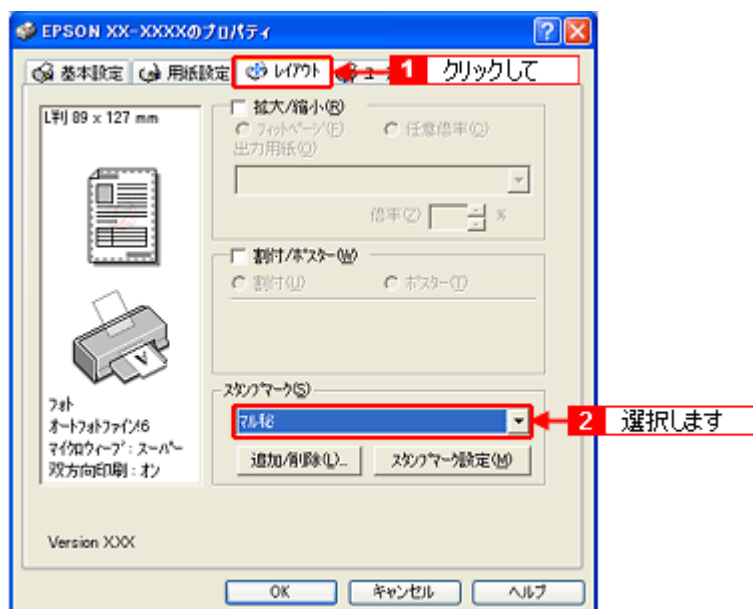 EPSON XX-XXXXのプロパティ
基本設定 用紙設定 レイアウト 1 クリックして
L判 89 x 127 mm
拡大/縮小(R)
フィットページ(F) 任意倍率(C)
出力用紙(O)
倍率(Z) %
割付/ポスター(W)
割付(U) ポスター(T)
スタンプマーク(S)
マル秘 2 選択します
追加/削除(L)... スタンプマーク設定(M)
フォト
オートフォトファイン!6
マイクロウィーブ:スーパー
双方向印刷:オン
Version XXX
OK キャンセル ヘルプ